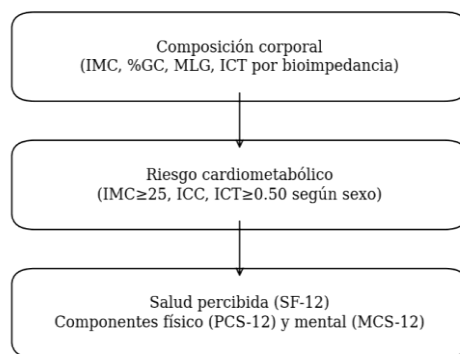 Composición corporal
(IMC, %GC, MLG, ICT por bioimpedancia)
Riesgo cardiometabólico
(IMC≥25, ICC, ICT≥0.50 según sexo)
Salud percibida (SF-12)
Componentes físico (PCS-12) y mental (MCS-12)